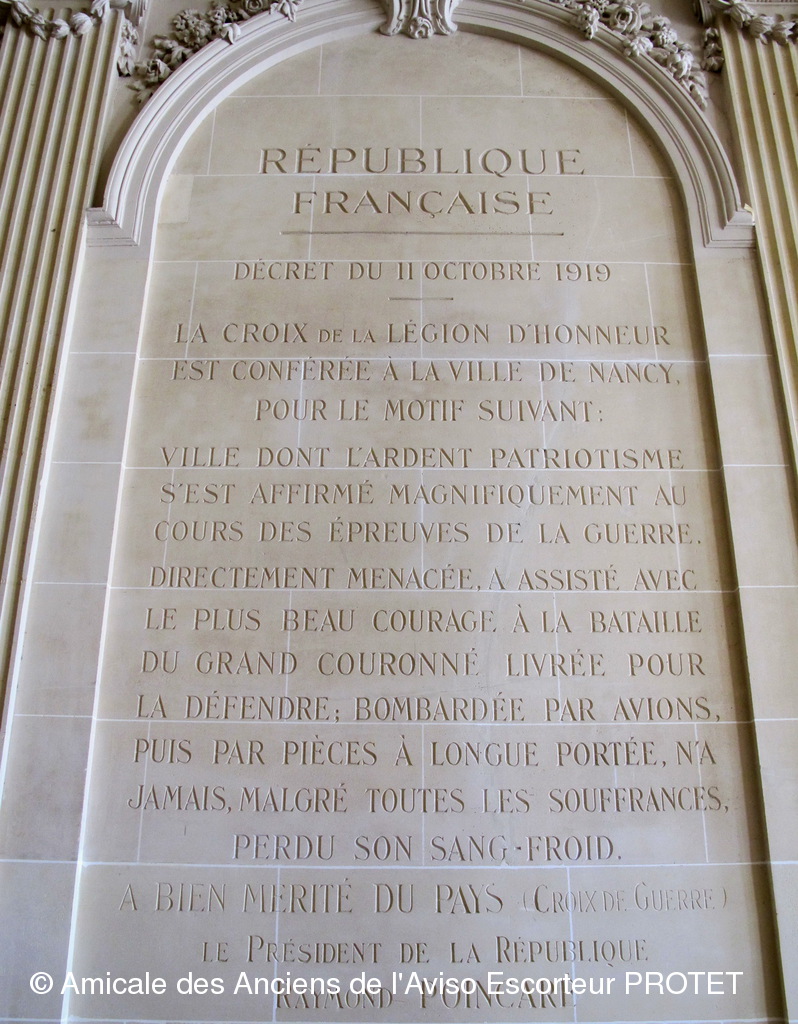 RÉPUBLIQUE
FRANÇAISE
DÉCRET DU 11 OCTOBRE 1919
LA CROIX DE LA LÉGION D'HONNEUR
EST CONFÉRÉE À LA VILLE DE NANCY,
POUR LE MOTIF SUIVANT:
VILLE DONT L'ARDENT PATRIOTISME
S'EST AFFIRMÉ MAGNIFIQUEMENT AU
COURS DES ÉPREUVES DE LA GUERRE.
DIRECTEMENT MENACÉE, A ASSISTÉ AVEC
LE PLUS BEAU COURAGE À LA BATAILLE
DU GRAND COURONNÉ LIVRÉE POUR
LA DÉFENDRE; BOMBARDÉE PAR AVIONS,
PUIS PAR PIÈCES À LONGUE PORTÉE, N'A
JAMAIS, MALGRÉ TOUTES LES SOUFFRANCES,
PERDU SON SANG-FROID.
A BIEN MÉRITÉ DU PAYS (CROIX DE GUERRE)
LE PRÉSIDENT DE LA RÉPUBLIQUE
© Amicale des Anciens de l'Aviso Escorteur PROTET
RAYMOND POINCARÉ